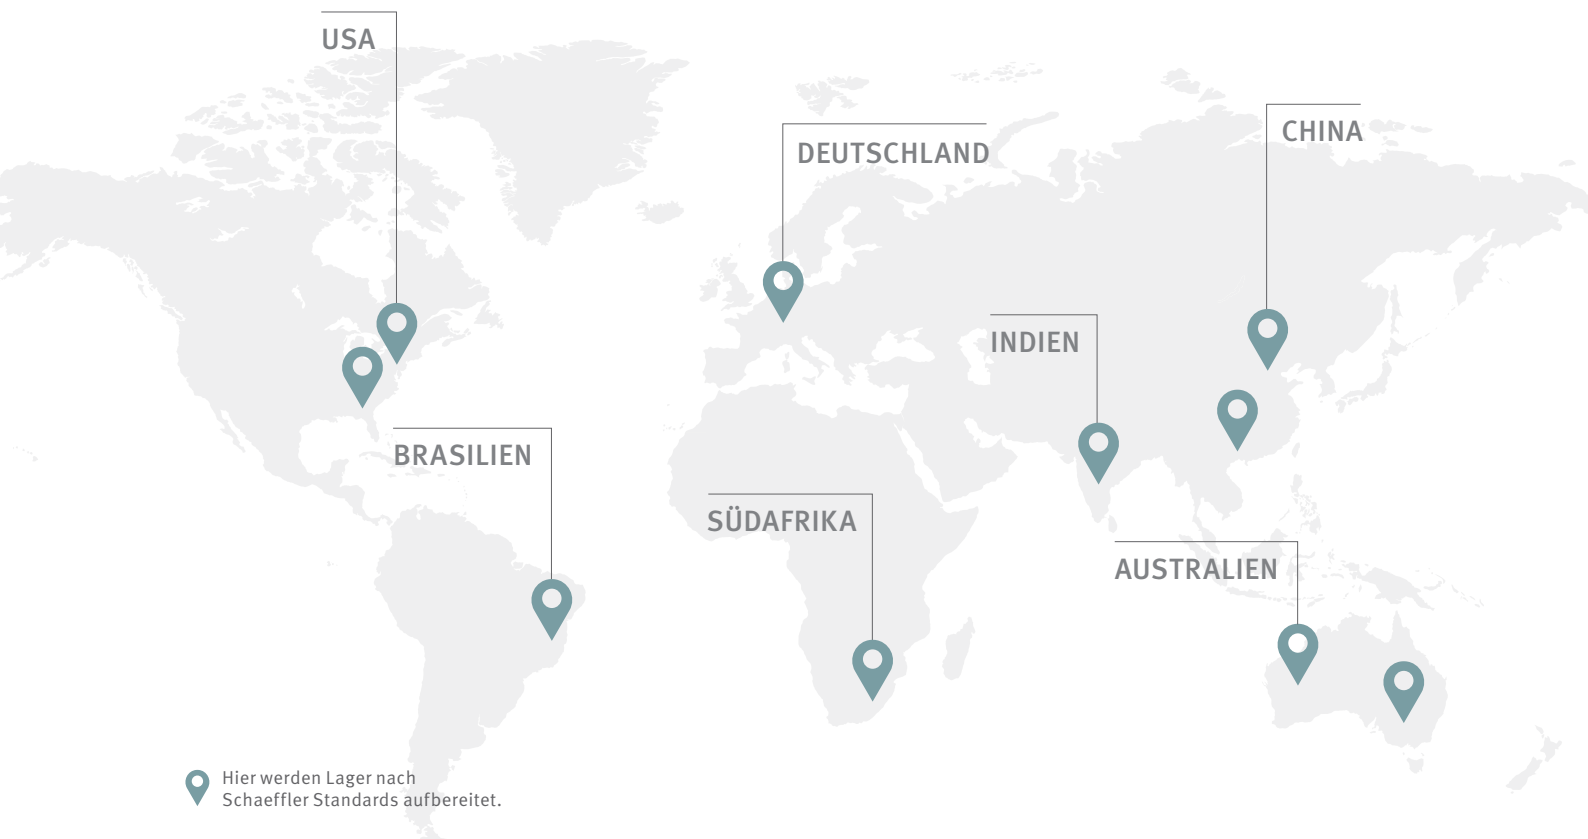 USA
CHINA
DEUTSCHLAND
INDIEN
BRASILIEN
SÜDAFRIKA
AUSTRALIEN
Hier werden Lager nach
Schaeffler Standards aufbereitet.